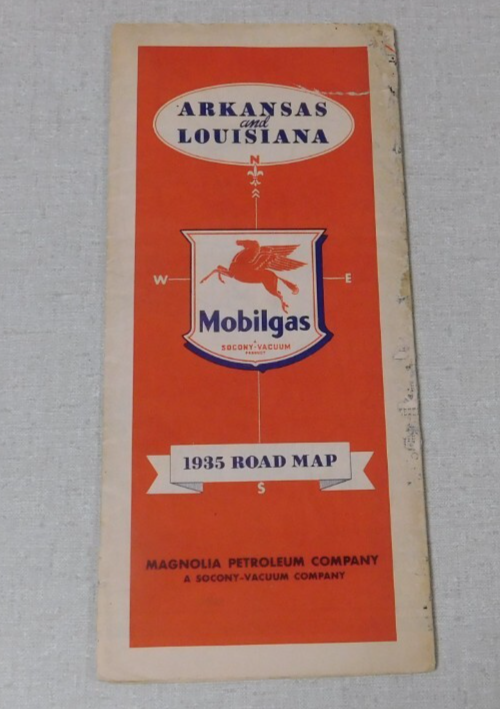 ARKANSAS
and
LOUISIANA
N
W E
Mobilgas
A
SOCONY-VACUUM
PRODUCT
1935 ROAD MAP
S
MAGNOLIA PETROLEUM COMPANY
A SOCONY-VACUUM COMPANY